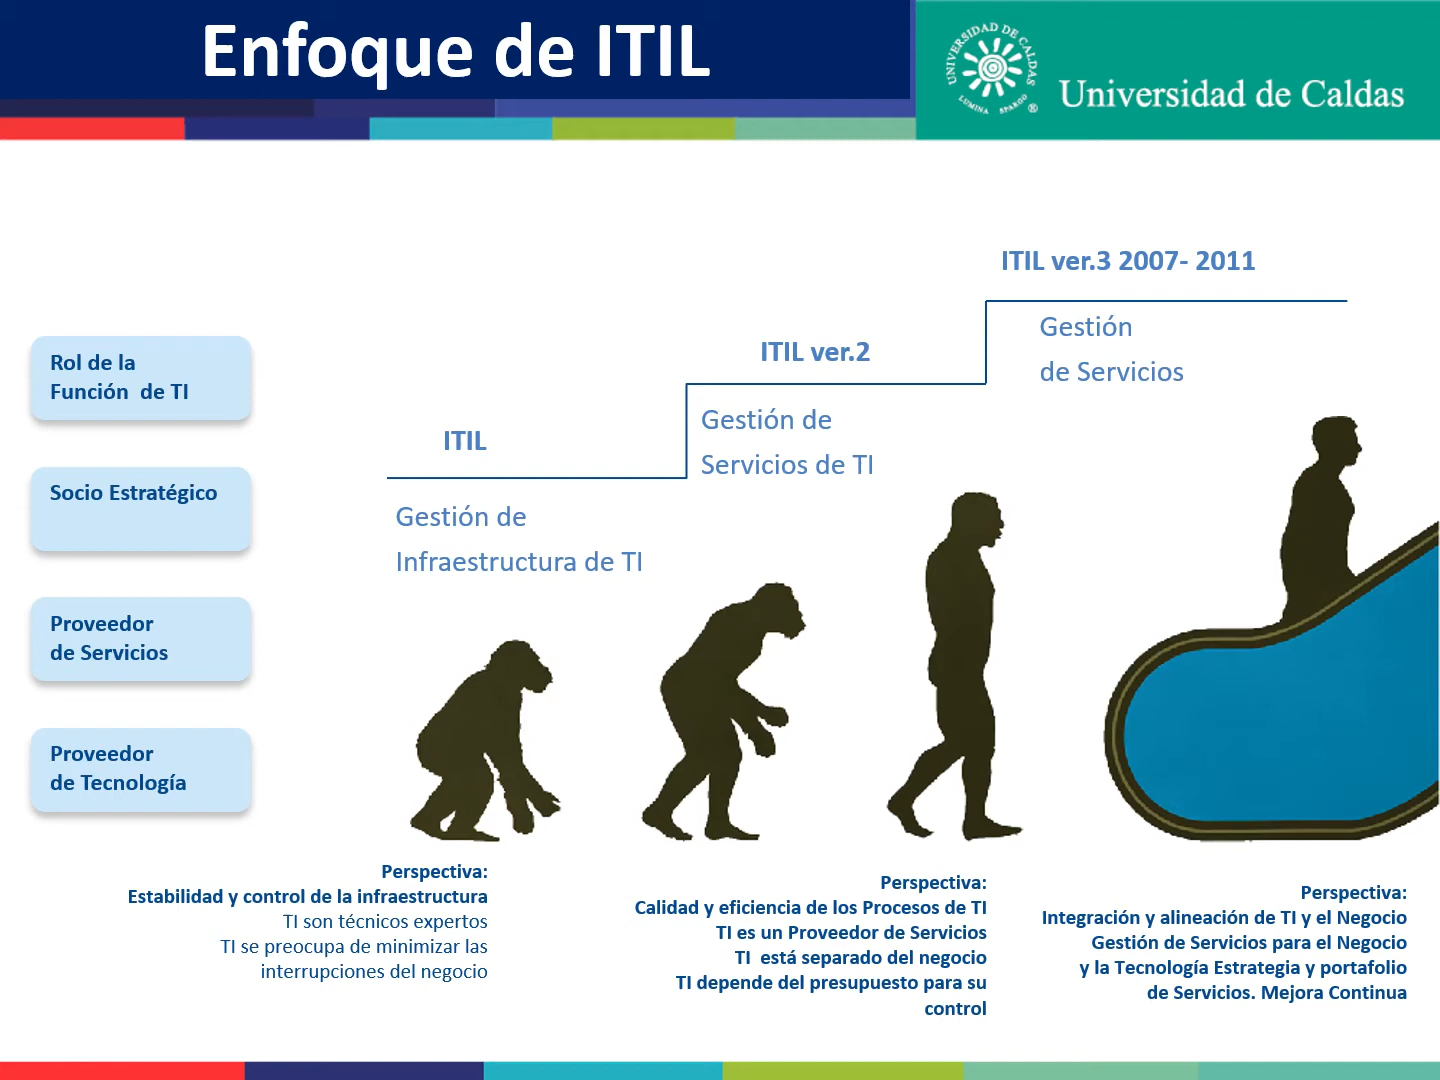 Enfoque de ITIL
UNIVERSIDAD DE CALDAS
LUMINA SPARGO
®
Universidad de Caldas
ITIL ver.3 2007- 2011
Gestión
de Servicios
ITIL ver.2
Gestión de
Servicios de TI
ITIL
Gestión de
Infraestructura de TI
Rol de la
Función de TI
Socio Estratégico
Proveedor
de Servicios
Proveedor
de Tecnología
Perspectiva:
Estabilidad y control de la infraestructura
TI son técnicos expertos
TI se preocupa de minimizar las
interrupciones del negocio
Perspectiva:
Calidad y eficiencia de los Procesos de TI
TI es un Proveedor de Servicios
TI está separado del negocio
TI depende del presupuesto para su
control
Perspectiva:
Integración y alineación de TI y el Negocio
Gestión de Servicios para el Negocio
y la Tecnología Estrategia y portafolio
de Servicios. Mejora Continua